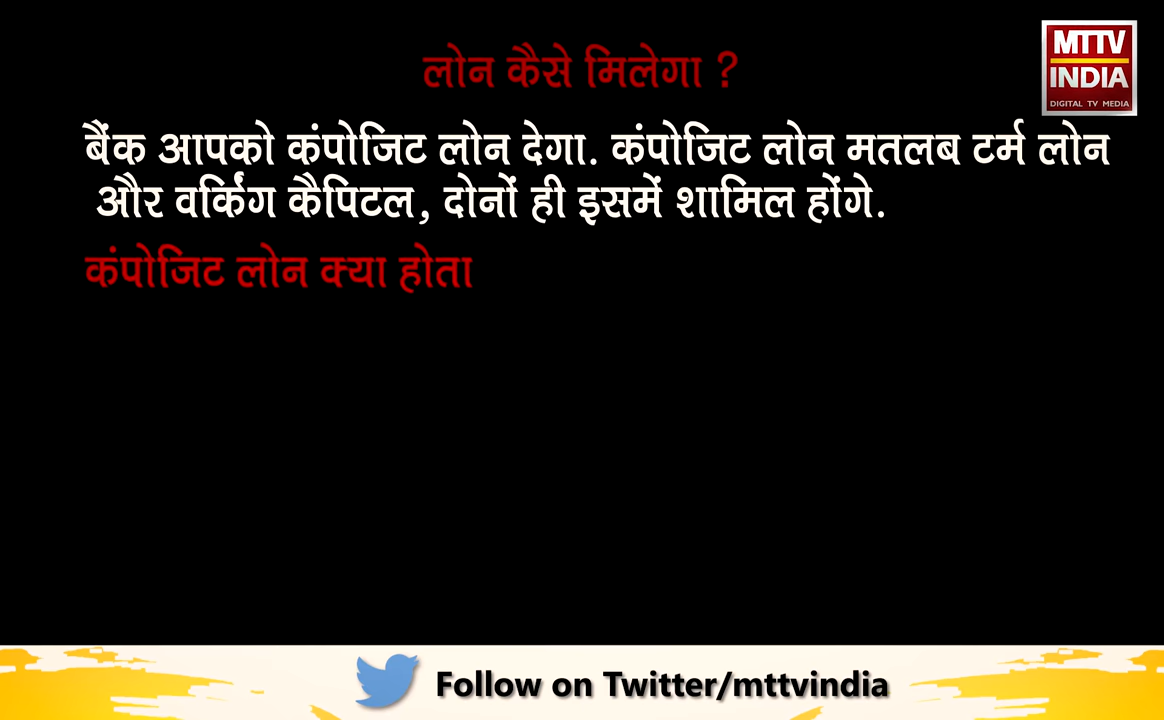 लोन कैसे मिलेगा ?
बैंक आपको कंपोजिट लोन देगा. कंपोजिट लोन मतलब टर्म लोन
और वर्किंग कैपिटल, दोनों ही इसमें शामिल होंगे.
कंपोजिट लोन क्या होता
MTTV
INDIA
DIGITAL TV MEDIA
Follow on Twitter/mttvindia